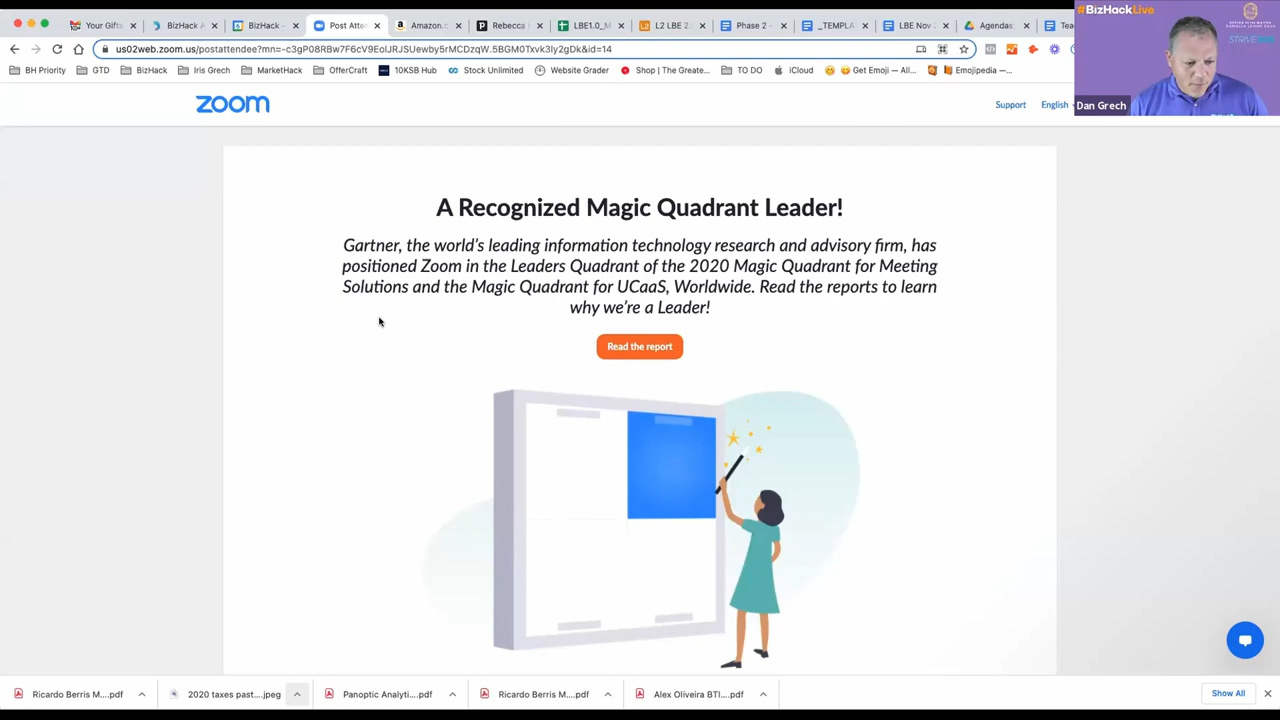 Your Gifts
BizHack A
BizHack –
Post Atte
Amazon.c
Rebecca
LBE1.0_M
L2 LBE 2.
Phase 2 -
_TEMPLA
LBE Nov 2
Agendas
Tea
#BizHackLive
us02web.zoom.us/postattendee?mn=-c3gP08RBw7F6cV9EoIJRJSUewby5rMCDzqW.5BGM0Tvxk3Iy2gDk&id=14
BH Priority
GTD
BizHack
Iris Grech
MarketHack
OfferCraft
10KSB Hub
Stock Unlimited
Website Grader
Shop | The Greate...
TO DO
iCloud
Get Emoji — All...
Emojipedia —...
Dan Grech
zoom
Support
English
A Recognized Magic Quadrant Leader!
Gartner, the world's leading information technology research and advisory firm, has
positioned Zoom in the Leaders Quadrant of the 2020 Magic Quadrant for Meeting
Solutions and the Magic Quadrant for UCaaS, Worldwide. Read the reports to learn
why we're a Leader!
Read the report
Ricardo Berris M....pdf
2020 taxes past....jpeg
Panoptic Analyti....pdf
Ricardo Berris M....pdf
Alex Oliveira BTI....pdf
Show All